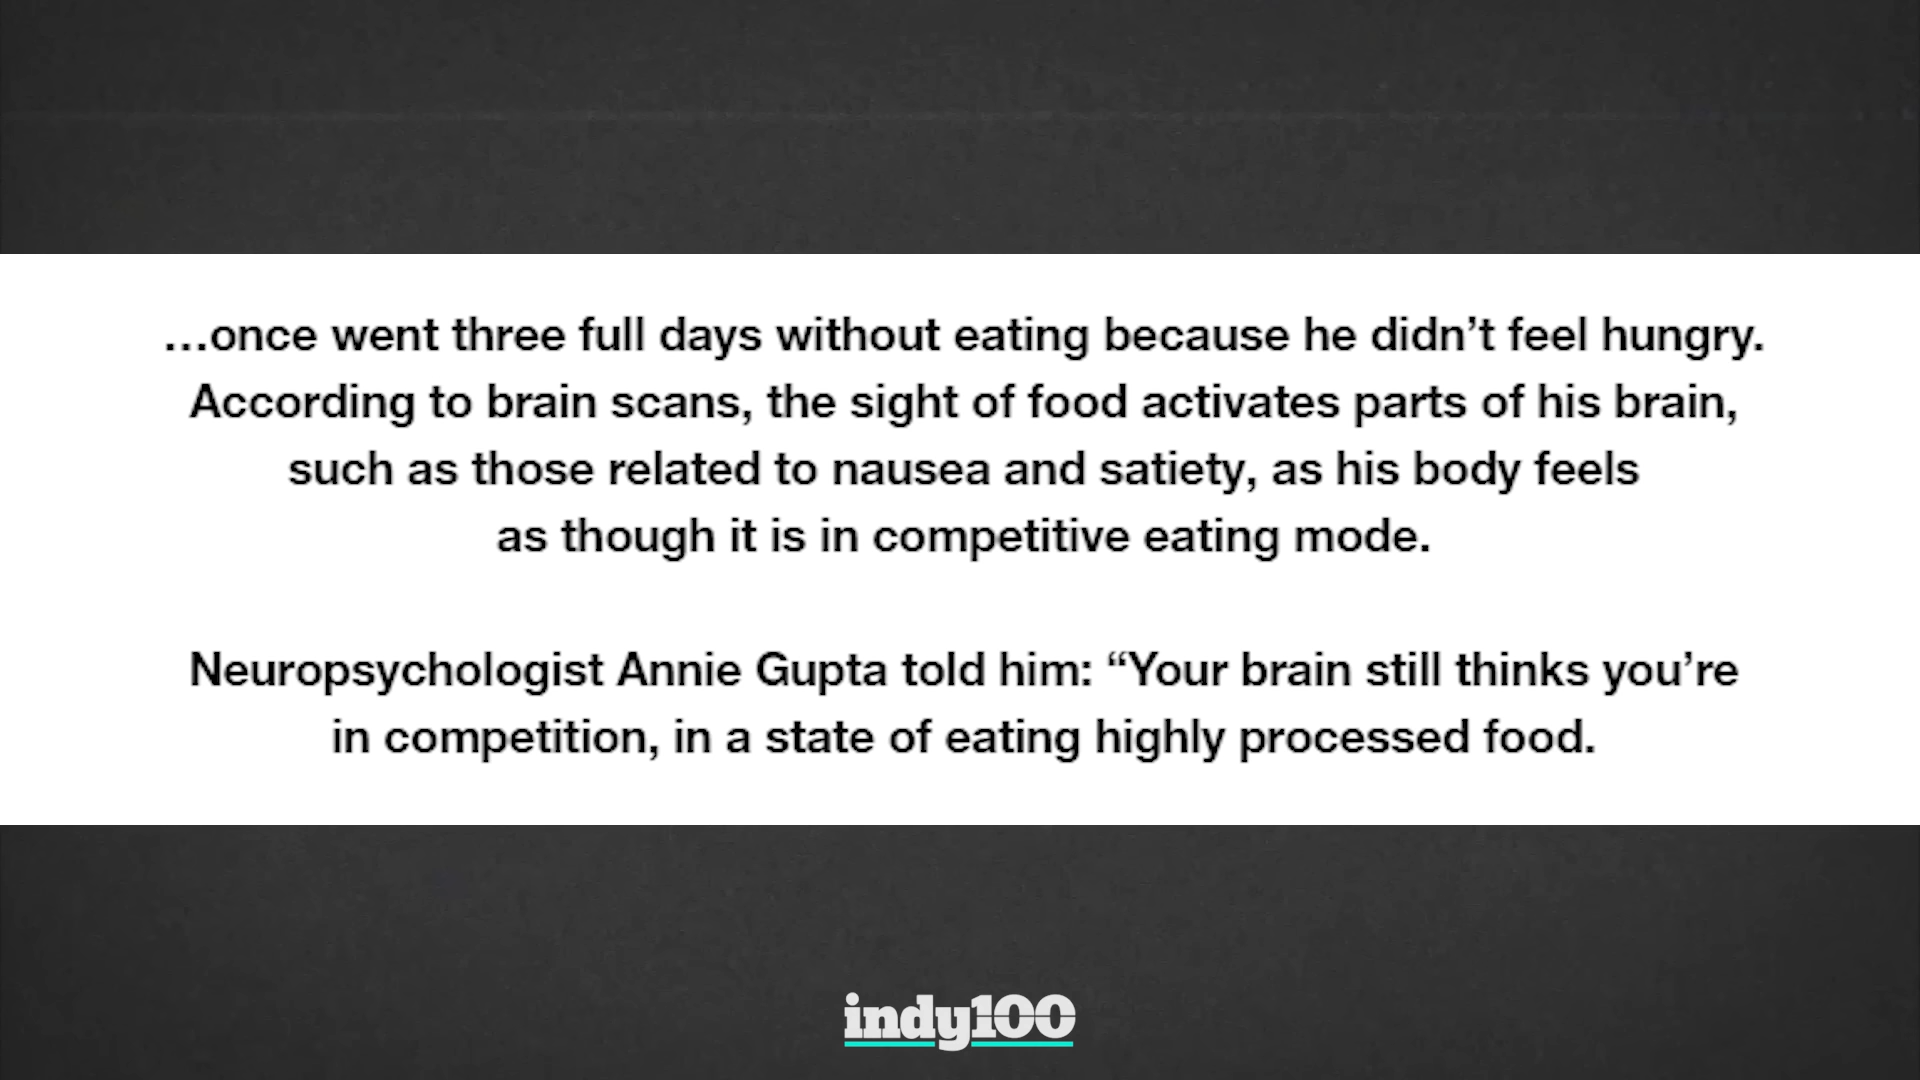 ...once went three full days without eating because he didn’t feel hungry.
According to brain scans, the sight of food activates parts of his brain,
such as those related to nausea and satiety, as his body feels
as though it is in competitive eating mode.
Neuropsychologist Annie Gupta told him: “Your brain still thinks you’re
in competition, in a state of eating highly processed food.
indy100